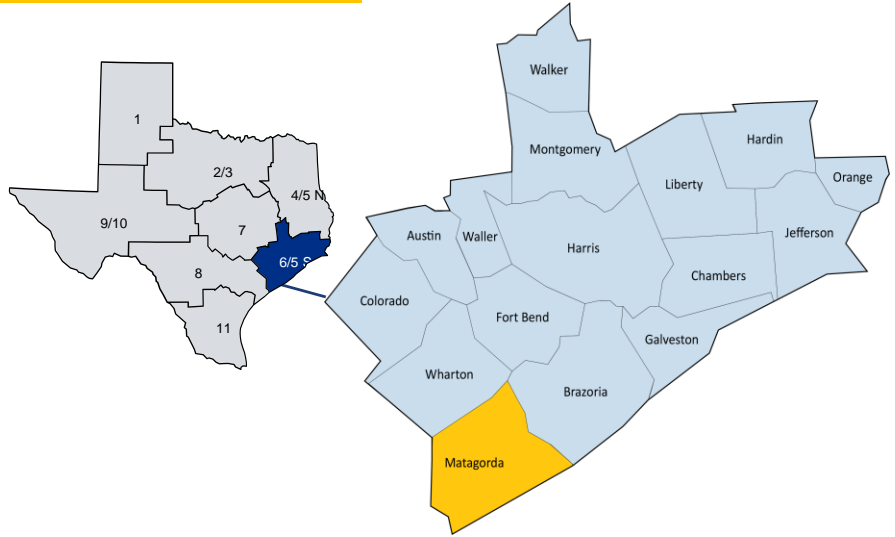 1
2/3
4/5 N
9/10
7
6/5 S
8
11
Walker
Montgomery
Hardin
Liberty
Orange
Austin
Waller
Harris
Jefferson
Chambers
Colorado
Fort Bend
Galveston
Wharton
Brazoria
Matagorda